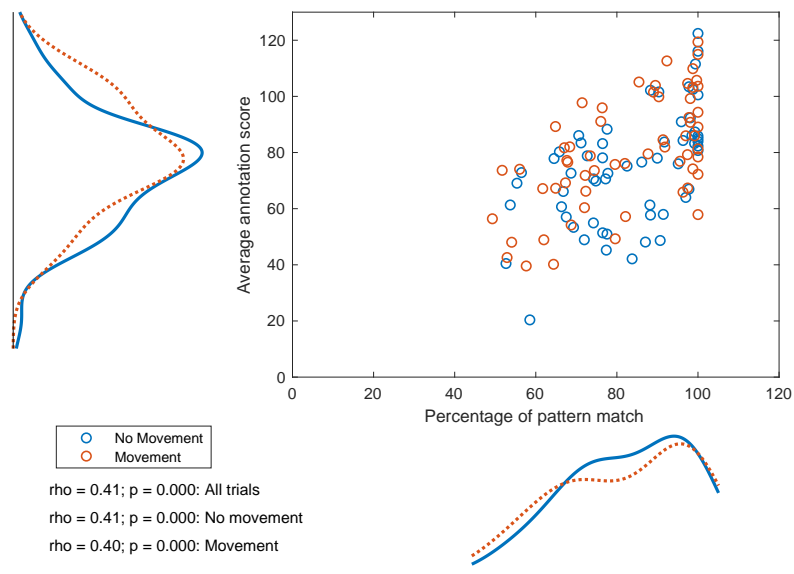 120
100
80
60
40
20
0
Average annotation score
0 20 40 60 80 100 120
Percentage of pattern match
No Movement
Movement
rho = 0.41; p = 0.000: All trials
rho = 0.41; p = 0.000: No movement
rho = 0.40; p = 0.000: Movement